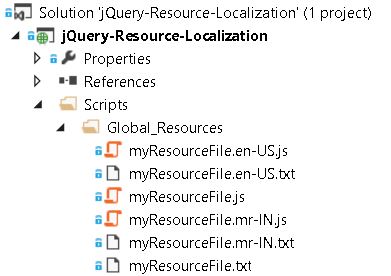 Solution 'jQuery-Resource-Localization' (1 project)
jQuery-Resource-Localization
Properties
References
Scripts
Global_Resources
myResourceFile.en-US.js
myResourceFile.en-US.txt
myResourceFile.js
myResourceFile.mr-IN.js
myResourceFile.mr-IN.txt
myResourceFile.txt